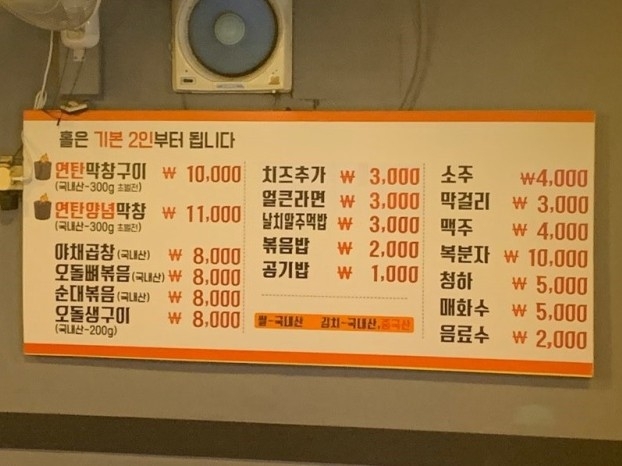 홀은 기본 2인부터 됩니다
연탄막창구이 ₩ 10,000
(국내산-300g 초벌전)
연탄양념막창 ₩ 11,000
(국내산-300g 초벌전)
야채곱창 (국내산) ₩ 8,000
오돌뼈볶음 (국내산) ₩ 8,000
순대볶음 (국내산) ₩ 8,000
오돌생구이 ₩ 8,000
(국내산-200g)
치즈추가 ₩ 3,000
얼큰라면 ₩ 3,000
날치알주먹밥 ₩ 3,000
볶음밥 ₩ 2,000
공기밥 ₩ 1,000
쌀-국내산 김치-국내산,중국산
소주 ₩4,000
막걸리 ₩ 3,000
맥주 ₩ 4,000
복분자 ₩ 10,000
청하 ₩ 5,000
매화수 ₩ 5,000
음료수 ₩ 2,000